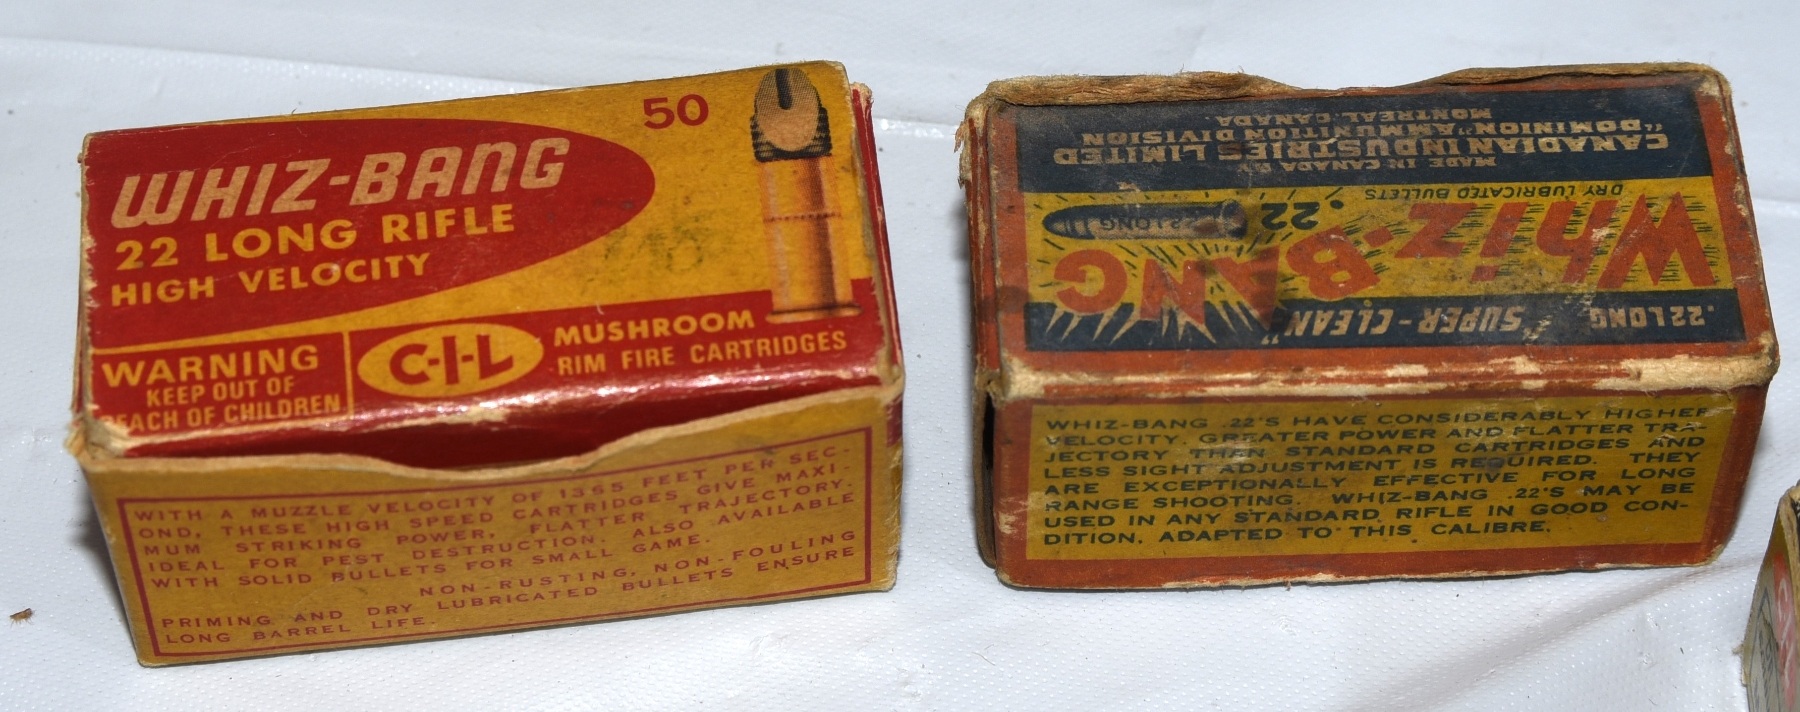 WHIZ-BANG
22 LONG RIFLE
HIGH VELOCITY
50
WARNING
KEEP OUT OF
REACH OF CHILDREN
C-I-L
MUSHROOM
RIM FIRE CARTRIDGES
WITH A MUZZLE VELOCITY OF 1365 FEET PER SEC-
OND, THESE HIGH SPEED CARTRIDGES GIVE MAXI-
MUM STRIKING POWER, FLATTER TRAJECTORY.
IDEAL FOR PEST DESTRUCTION. ALSO AVAILABLE
WITH SOLID BULLETS FOR SMALL GAME.
NON-RUSTING, NON-FOULING
PRIMING AND DRY LUBRICATED BULLETS ENSURE
LONG BARREL LIFE.
.22 LONG "SUPER-CLEAN"
Whiz-BANG
.22
22 LONG
DRY LUBRICATED BULLETS
MADE IN CANADA BY
CANADIAN INDUSTRIES LIMITED
"DOMINION" AMMUNITION DIVISION
MONTREAL, CANADA.
WHIZ-BANG .22'S HAVE CONSIDERABLY HIGHER
VELOCITY, GREATER POWER AND FLATTER TRA-
JECTORY THAN STANDARD CARTRIDGES AND
LESS SIGHT ADJUSTMENT IS REQUIRED. THEY
ARE EXCEPTIONALLY EFFECTIVE FOR LONG
RANGE SHOOTING. WHIZ-BANG .22'S MAY BE
USED IN ANY STANDARD RIFLE IN GOOD CON-
DITION, ADAPTED TO THIS CALIBRE.